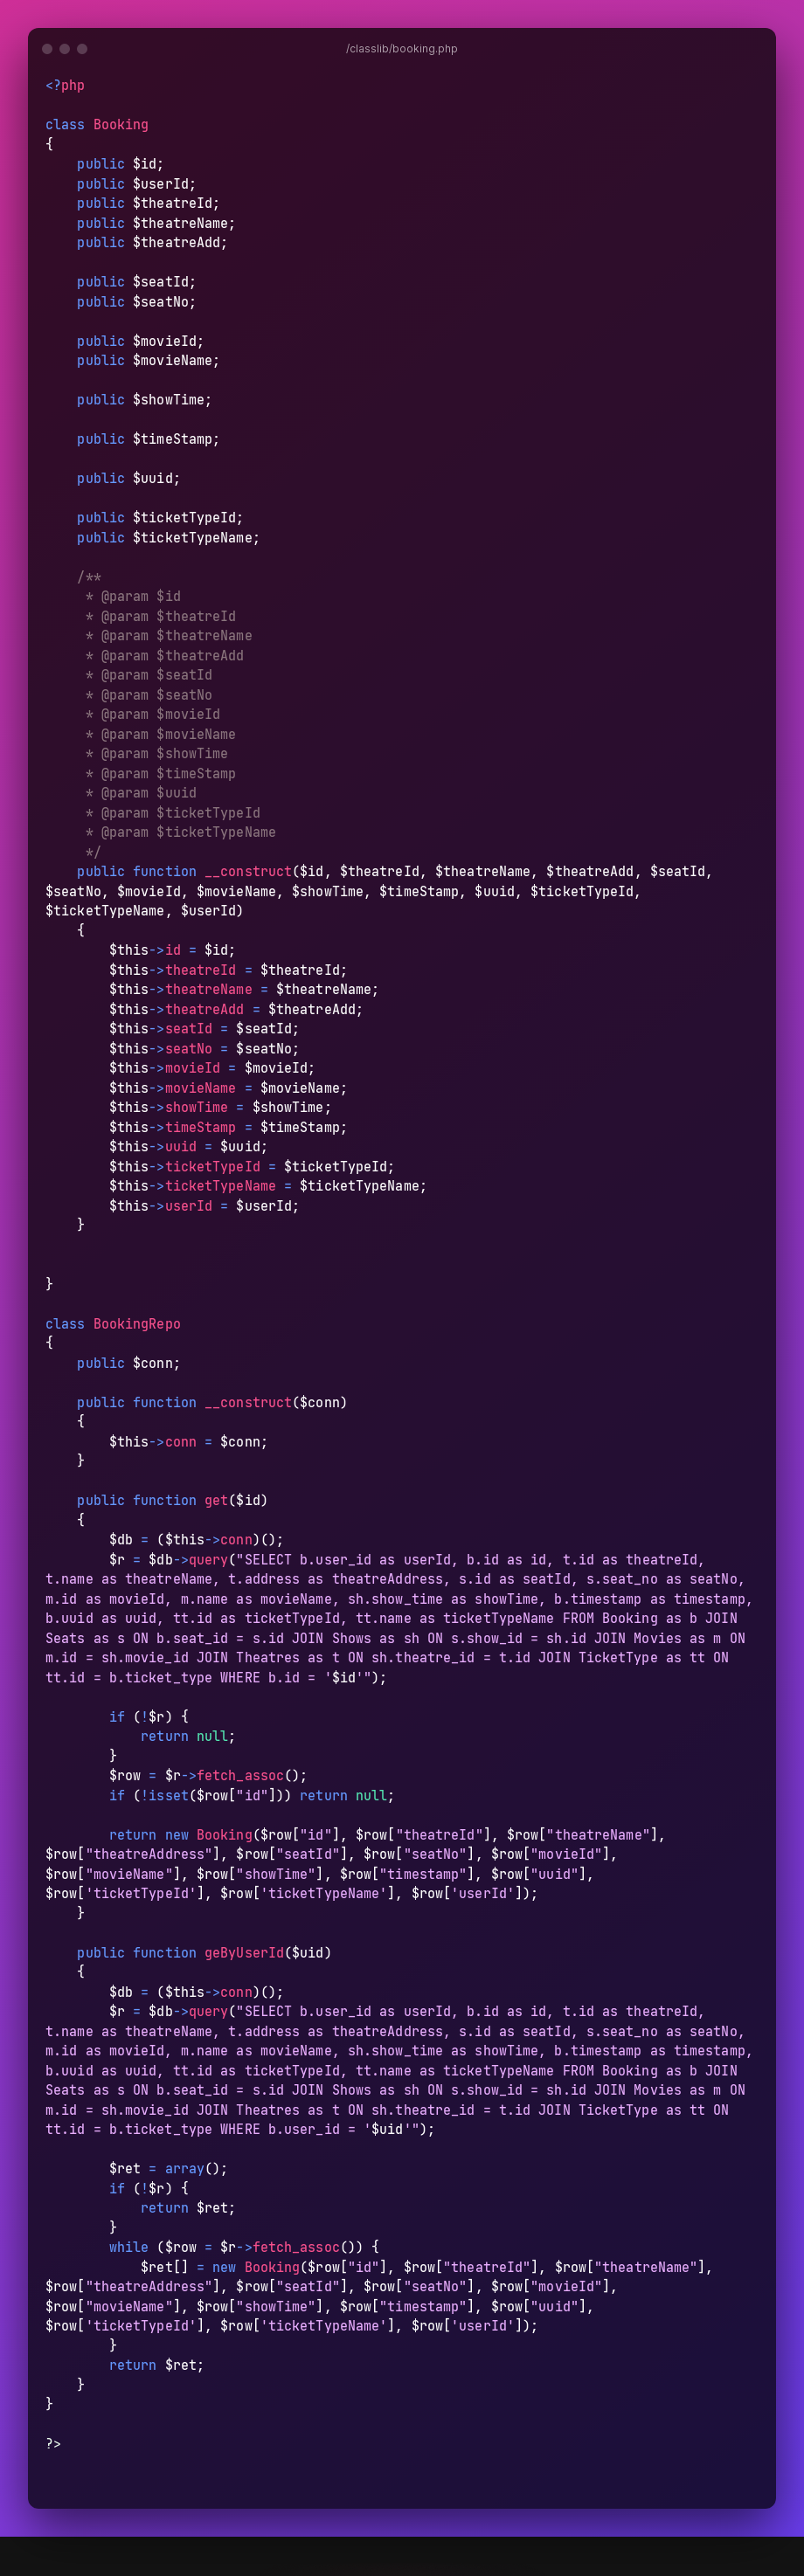 /classlib/booking.php
<?php

class Booking
{
    public $id;
    public $userId;
    public $theatreId;
    public $theatreName;
    public $theatreAdd;

    public $seatId;
    public $seatNo;

    public $movieId;
    public $movieName;

    public $showTime;

    public $timeStamp;

    public $uuid;

    public $ticketTypeId;
    public $ticketTypeName;

    /**
     * @param $id
     * @param $theatreId
     * @param $theatreName
     * @param $theatreAdd
     * @param $seatId
     * @param $seatNo
     * @param $movieId
     * @param $movieName
     * @param $showTime
     * @param $timeStamp
     * @param $uuid
     * @param $ticketTypeId
     * @param $ticketTypeName
     */
    public function __construct($id, $theatreId, $theatreName, $theatreAdd, $seatId,
$seatNo, $movieId, $movieName, $showTime, $timeStamp, $uuid, $ticketTypeId,
$ticketTypeName, $userId)
    {
        $this->id = $id;
        $this->theatreId = $theatreId;
        $this->theatreName = $theatreName;
        $this->theatreAdd = $theatreAdd;
        $this->seatId = $seatId;
        $this->seatNo = $seatNo;
        $this->movieId = $movieId;
        $this->movieName = $movieName;
        $this->showTime = $showTime;
        $this->timeStamp = $timeStamp;
        $this->uuid = $uuid;
        $this->ticketTypeId = $ticketTypeId;
        $this->ticketTypeName = $ticketTypeName;
        $this->userId = $userId;
    }


}

class BookingRepo
{
    public $conn;

    public function __construct($conn)
    {
        $this->conn = $conn;
    }

    public function get($id)
    {
        $db = ($this->conn)();
        $r = $db->query("SELECT b.user_id as userId, b.id as id, t.id as theatreId,
t.name as theatreName, t.address as theatreAddress, s.id as seatId, s.seat_no as seatNo,
m.id as movieId, m.name as movieName, sh.show_time as showTime, b.timestamp as timestamp,
b.uuid as uuid, tt.id as ticketTypeId, tt.name as ticketTypeName FROM Booking as b JOIN
Seats as s ON b.seat_id = s.id JOIN Shows as sh ON s.show_id = sh.id JOIN Movies as m ON
m.id = sh.movie_id JOIN Theatres as t ON sh.theatre_id = t.id JOIN TicketType as tt ON
tt.id = b.ticket_type WHERE b.id = '$id'");

        if (!$r) {
            return null;
        }
        $row = $r->fetch_assoc();
        if (!isset($row["id"])) return null;

        return new Booking($row["id"], $row["theatreId"], $row["theatreName"],
$row["theatreAddress"], $row["seatId"], $row["seatNo"], $row["movieId"],
$row["movieName"], $row["showTime"], $row["timestamp"], $row["uuid"],
$row['ticketTypeId'], $row['ticketTypeName'], $row['userId']);
    }

    public function geByUserId($uid)
    {
        $db = ($this->conn)();
        $r = $db->query("SELECT b.user_id as userId, b.id as id, t.id as theatreId,
t.name as theatreName, t.address as theatreAddress, s.id as seatId, s.seat_no as seatNo,
m.id as movieId, m.name as movieName, sh.show_time as showTime, b.timestamp as timestamp,
b.uuid as uuid, tt.id as ticketTypeId, tt.name as ticketTypeName FROM Booking as b JOIN
Seats as s ON b.seat_id = s.id JOIN Shows as sh ON s.show_id = sh.id JOIN Movies as m ON
m.id = sh.movie_id JOIN Theatres as t ON sh.theatre_id = t.id JOIN TicketType as tt ON
tt.id = b.ticket_type WHERE b.user_id = '$uid'");

        $ret = array();
        if (!$r) {
            return $ret;
        }
        while ($row = $r->fetch_assoc()) {
            $ret[] = new Booking($row["id"], $row["theatreId"], $row["theatreName"],
$row["theatreAddress"], $row["seatId"], $row["seatNo"], $row["movieId"],
$row["movieName"], $row["showTime"], $row["timestamp"], $row["uuid"],
$row['ticketTypeId'], $row['ticketTypeName'], $row['userId']);
        }
        return $ret;
    }
}

?>